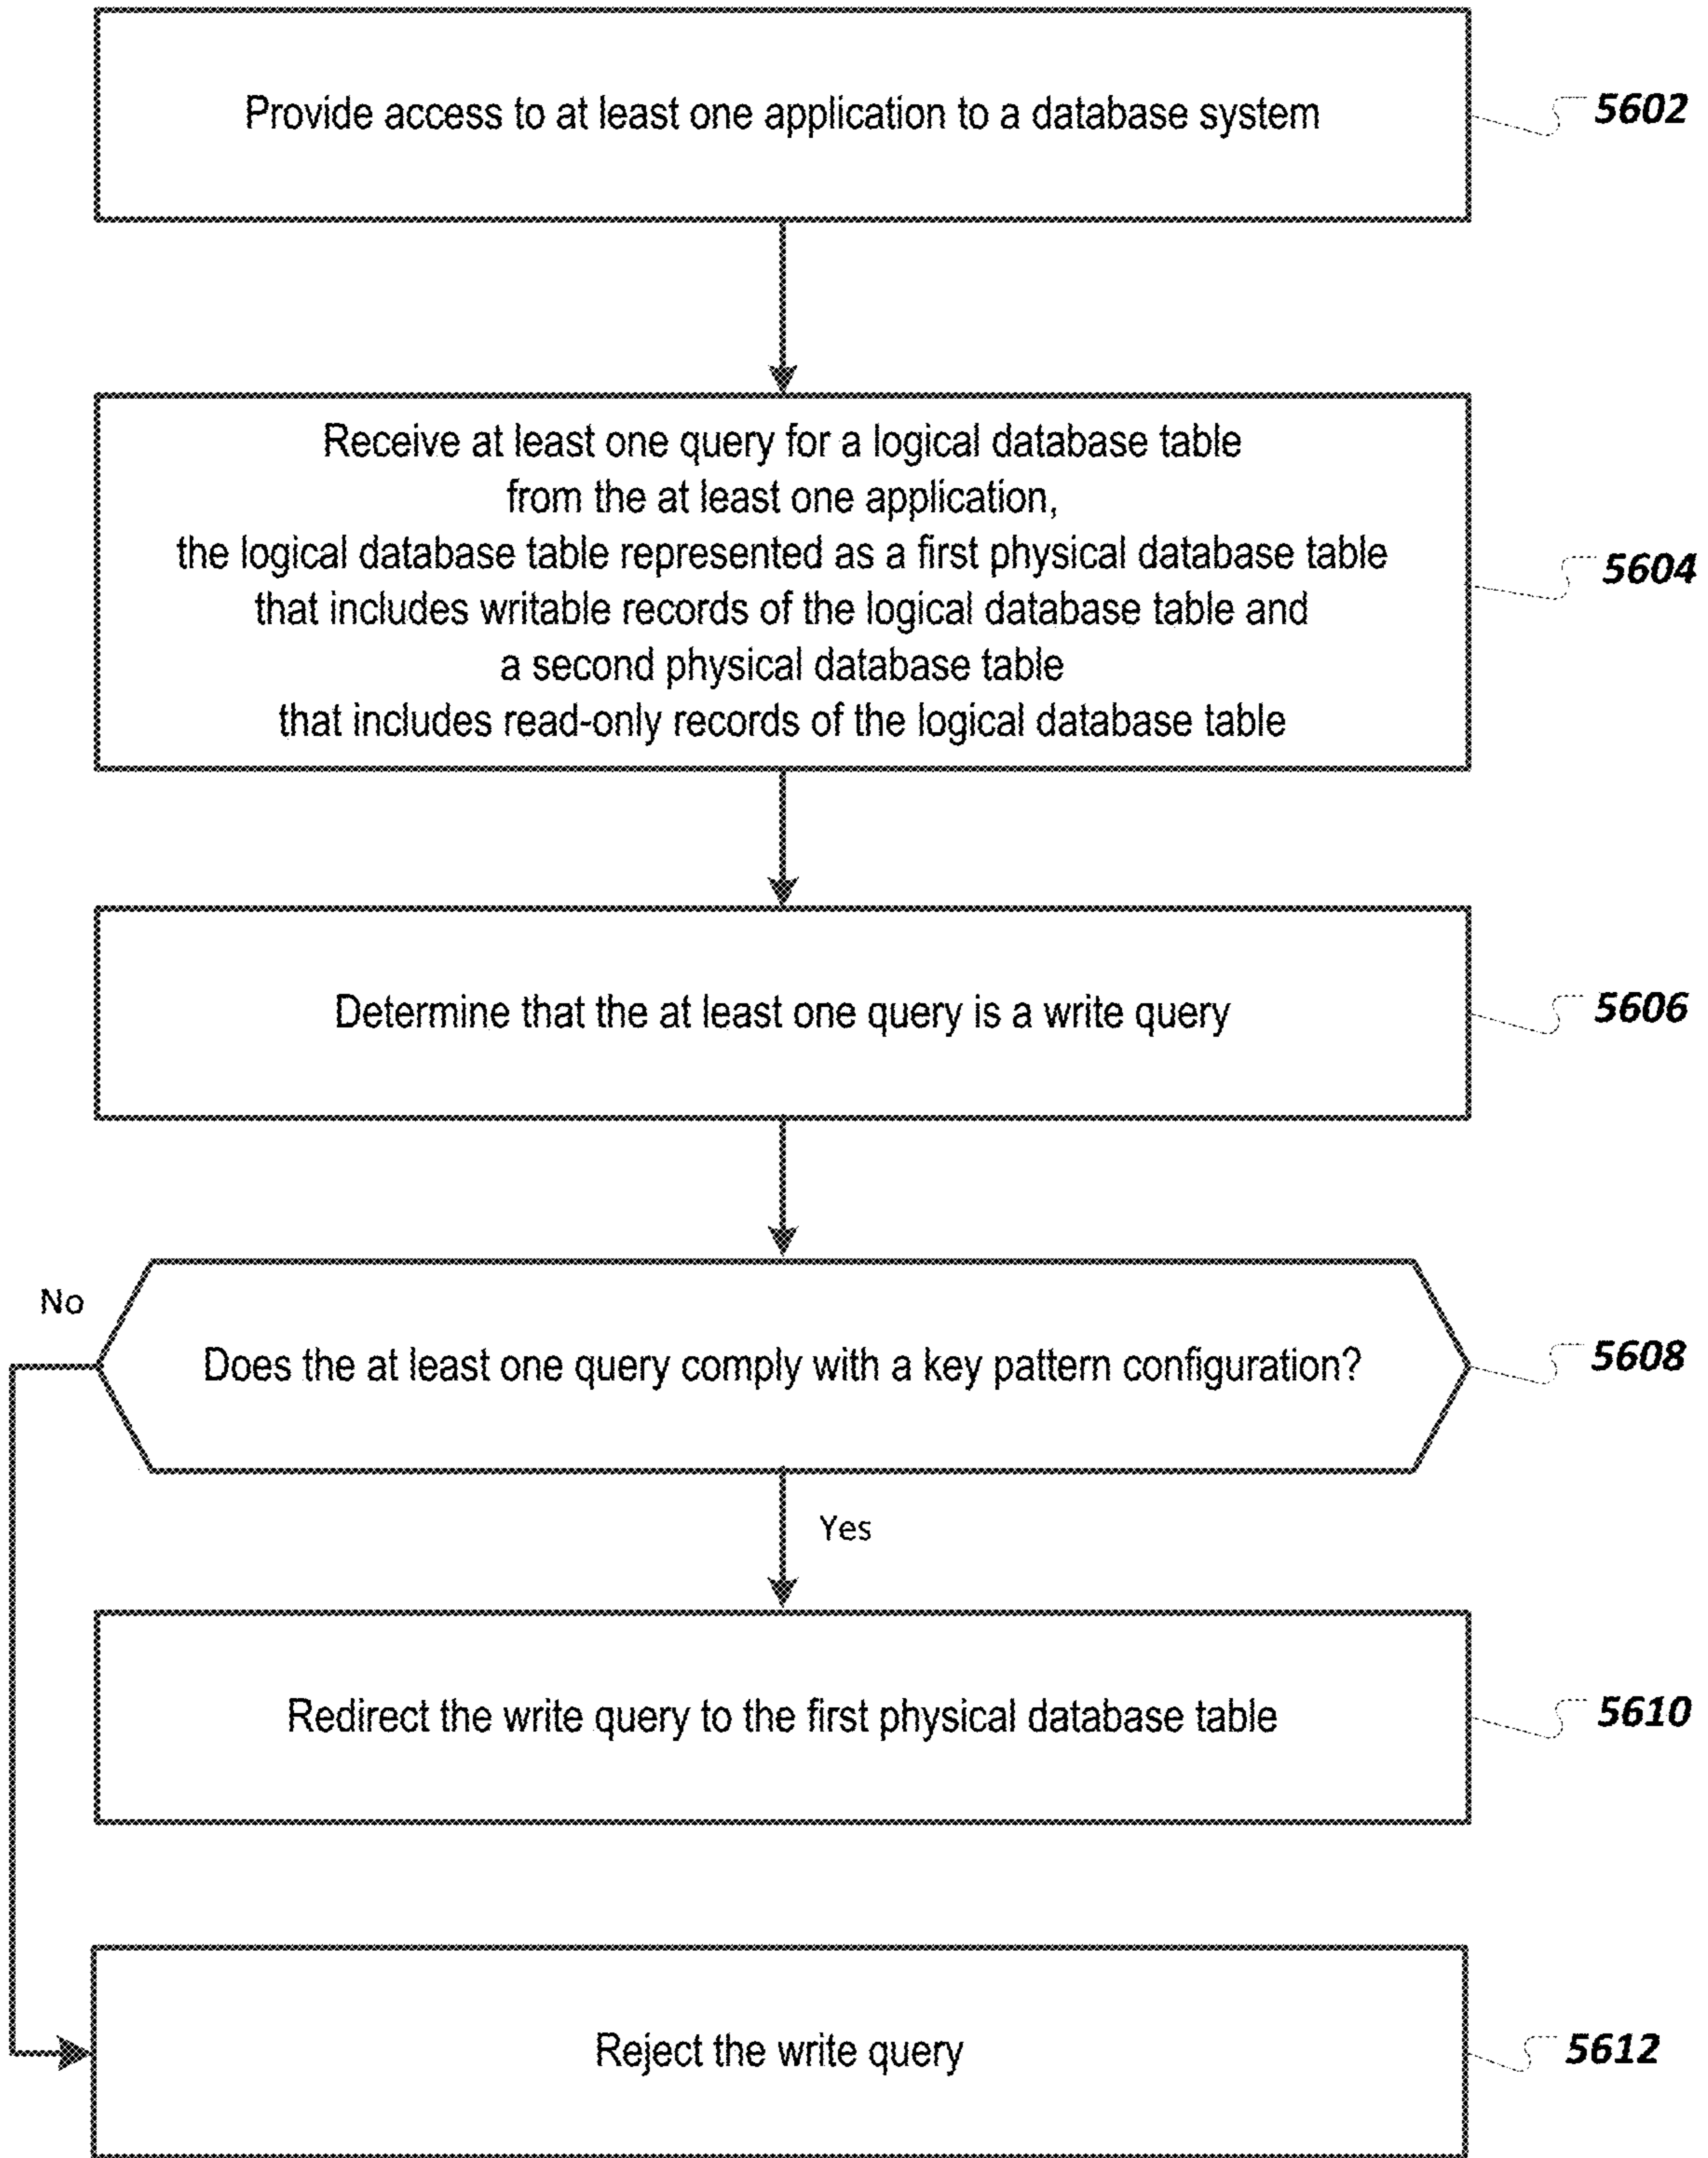 Provide access to at least one application to a database system
5602
Receive at least one query for a logical database table
from the at least one application,
the logical database table represented as a first physical database table
that includes writable records of the logical database table and
a second physical database table
that includes read-only records of the logical database table
5604
Determine that the at least one query is a write query
5606
No
Does the at least one query comply with a key pattern configuration?
5608
Yes
Redirect the write query to the first physical database table
5610
Reject the write query
5612